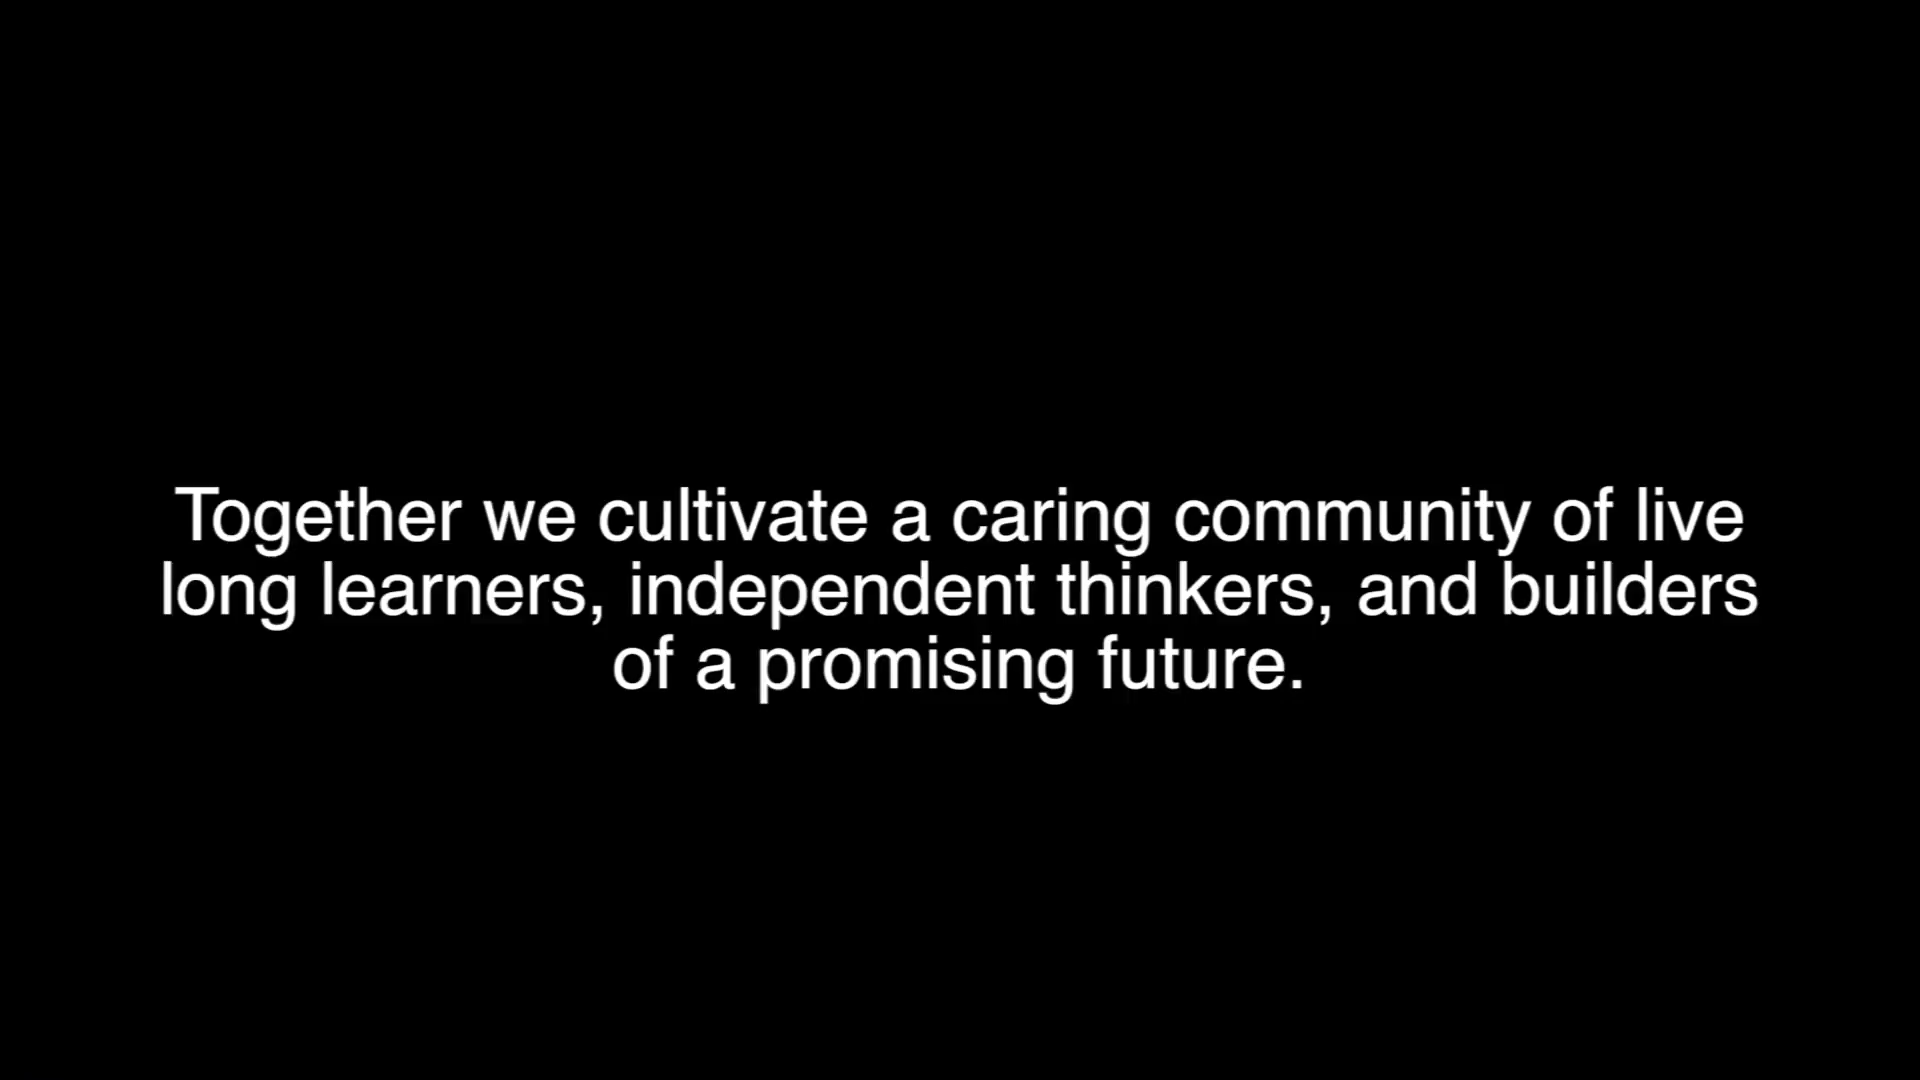 Together we cultivate a caring community of live
long learners, independent thinkers, and builders
of a promising future.